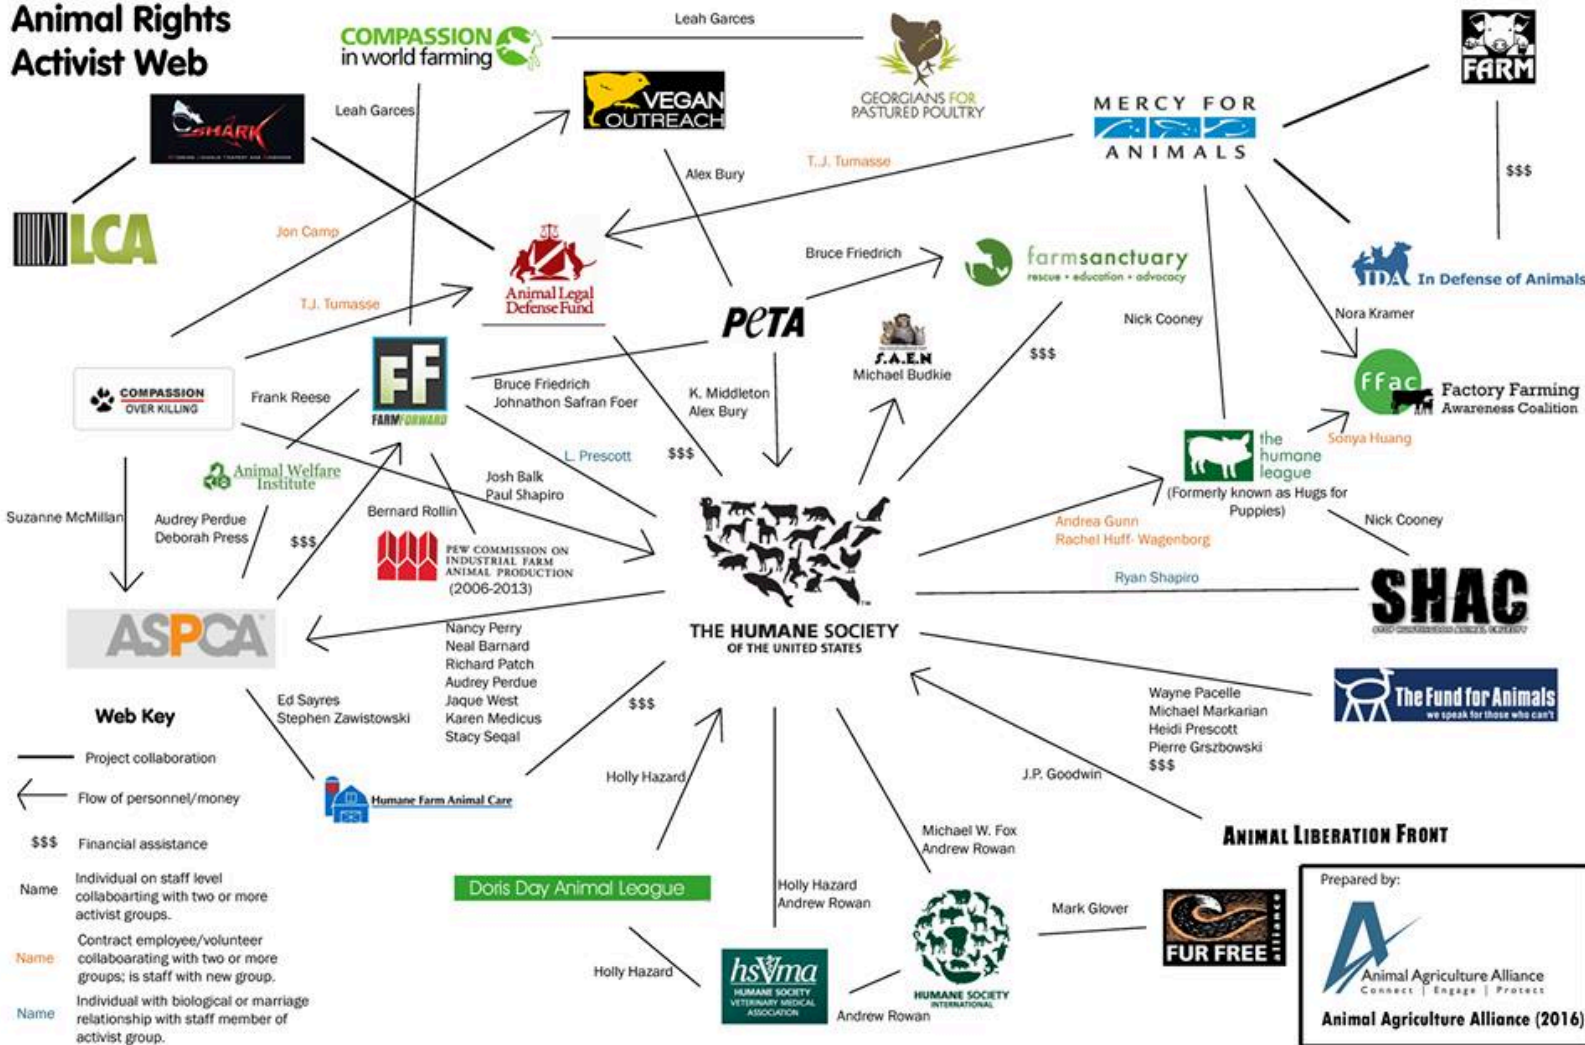 Animal Rights
Activist Web
COMPASSION
in world farming
Leah Garces
GEORGIANS FOR
PASTURED POULTRY
FARM
SHARK
Leah Garces
VEGAN
OUTREACH
MERCY FOR
ANIMALS
T.J. Tumasse
Alex Bury
$$$
LCA
Jon Camp
Animal Legal
Defense Fund
Bruce Friedrich
farmsanctuary
rescue • education • advocacy
IDA In Defense of Animals
T.J. Tumasse
PeTA
S.A.E.N
Michael Budkie
Nick Cooney
Nora Kramer
$$$
COMPASSION
OVER KILLING
Frank Reese
FF
FARMFORWARD
Bruce Friedrich
Johnathon Safran Foer
K. Middleton
Alex Bury
ffac
Factory Farming
Awareness Coalition
Sonya Huang
the
humane
league
(Formerly known as Hugs for
Puppies)
L. Prescott
$$$
Animal Welfare
Institute
Josh Balk
Paul Shapiro
Suzanne McMillan
Audrey Perdue
Deborah Press
$$$
Bernard Rollin
PEW COMMISSION ON
INDUSTRIAL FARM
ANIMAL PRODUCTION
(2006-2013)
Andrea Gunn
Rachel Huff- Wagenborg
Nick Cooney
Ryan Shapiro
SHAC
STOP HUNTINGDON ANIMAL CRUELTY
ASPCA
THE HUMANE SOCIETY
OF THE UNITED STATES
Nancy Perry
Neal Barnard
Richard Patch
Audrey Perdue
Jaque West
Karen Medicus
Stacy Segal
Ed Sayres
Stephen Zawistowski
$$$
Wayne Pacelle
Michael Markarian
Heidi Prescott
Pierre Grszbowski
$$$
The Fund for Animals
we speak for those who can't
Humane Farm Animal Care
Holly Hazard
J.P. Goodwin
Michael W. Fox
Andrew Rowan
ANIMAL LIBERATION FRONT
Doris Day Animal League
Holly Hazard
Andrew Rowan
Mark Glover
FUR FREE alliance
Holly Hazard
hsvma
HUMANE SOCIETY
VETERINARY MEDICAL
ASSOCIATION
Andrew Rowan
HUMANE SOCIETY
INTERNATIONAL
Web Key
Project collaboration
Flow of personnel/money
$$$ Financial assistance
Name Individual on staff level
collaboarting with two or more
activist groups.
Name Contract employee/volunteer
collaboarating with two or more
groups; is staff with new group.
Name Individual with biological or marriage
relationship with staff member of
activist group.
Prepared by:
Animal Agriculture Alliance
Connect | Engage | Protect
Animal Agriculture Alliance (2016)